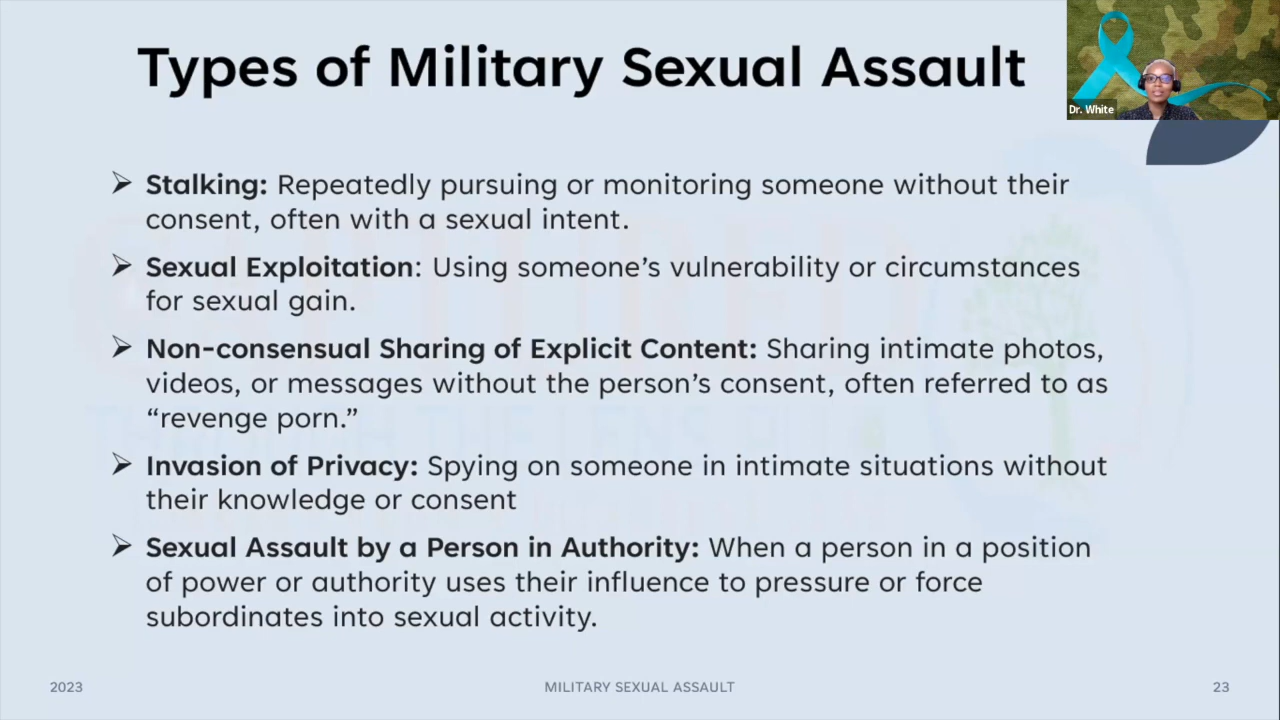 Types of Military Sexual Assault
Dr. White
➢ Stalking: Repeatedly pursuing or monitoring someone without their
consent, often with a sexual intent.
➢ Sexual Exploitation: Using someone’s vulnerability or circumstances
for sexual gain.
➢ Non-consensual Sharing of Explicit Content: Sharing intimate photos,
videos, or messages without the person’s consent, often referred to as
“revenge porn.”
➢ Invasion of Privacy: Spying on someone in intimate situations without
their knowledge or consent
➢ Sexual Assault by a Person in Authority: When a person in a position
of power or authority uses their influence to pressure or force
subordinates into sexual activity.
2023
MILITARY SEXUAL ASSAULT
23